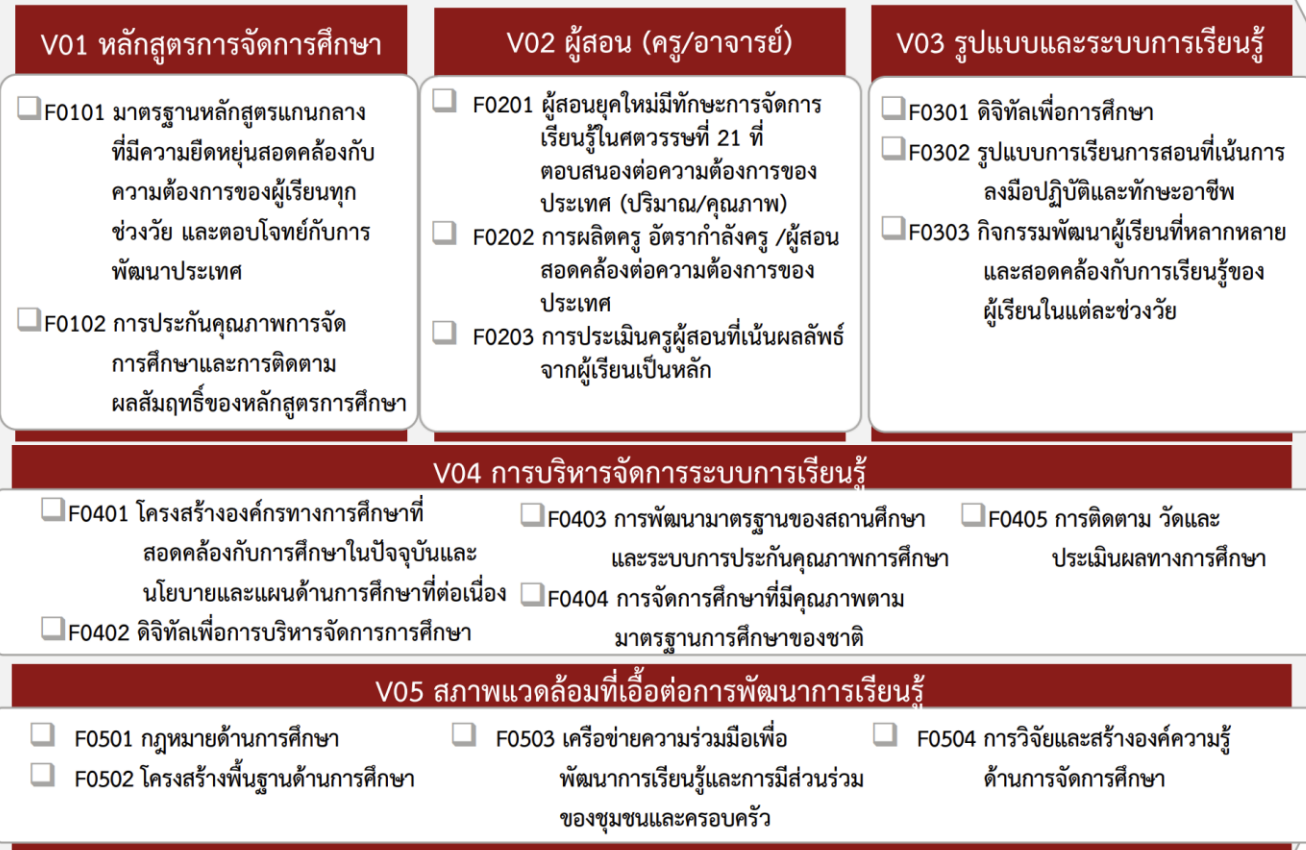 V01 หลักสูตรการจัดการศึกษา
❑F0101 มาตรฐานหลักสูตรแกนกลาง
ที่มีความยืดหยุ่นสอดคล้องกับ
ความต้องการของผู้เรียนทุก
ช่วงวัย และตอบโจทย์กับการ
พัฒนาประเทศ
❑F0102 การประกันคุณภาพการจัด
การศึกษาและการติดตาม
ผลสัมฤทธิ์ของหลักสูตรการศึกษา
V02 ผู้สอน (ครู/อาจารย์)
❑ F0201 ผู้สอนยุคใหม่มีทักษะการจัดการ
เรียนรู้ในศตวรรษที่ 21 ที่
ตอบสนองต่อความต้องการของ
ประเทศ (ปริมาณ/คุณภาพ)
❑ F0202 การผลิตครู อัตรากำลังครู /ผู้สอน
สอดคล้องต่อความต้องการของ
ประเทศ
❑ F0203 การประเมินครูผู้สอนที่เน้นผลลัพธ์
จากผู้เรียนเป็นหลัก
V03 รูปแบบและระบบการเรียนรู้
❑F0301 ดิจิทัลเพื่อการศึกษา
❑F0302 รูปแบบการเรียนการสอนที่เน้นการ
ลงมือปฏิบัติและทักษะอาชีพ
❑F0303 กิจกรรมพัฒนาผู้เรียนที่หลากหลาย
และสอดคล้องกับการเรียนรู้ของ
ผู้เรียนในแต่ละช่วงวัย
V04 การบริหารจัดการระบบการเรียนรู้
❑F0401 โครงสร้างองค์กรทางการศึกษาที่
สอดคล้องกับการศึกษาในปัจจุบันและ
นโยบายและแผนด้านการศึกษาที่ต่อเนื่อง
❑F0402 ดิจิทัลเพื่อการบริหารจัดการการศึกษา
❑F0403 การพัฒนามาตรฐานของสถานศึกษา
และระบบการประกันคุณภาพการศึกษา
❑F0404 การจัดการศึกษาที่มีคุณภาพตาม
มาตรฐานการศึกษาของชาติ
❑F0405 การติดตาม วัดและ
ประเมินผลทางการศึกษา
V05 สภาพแวดล้อมที่เอื้อต่อการพัฒนาการเรียนรู้
❑ F0501 กฎหมายด้านการศึกษา
❑ F0502 โครงสร้างพื้นฐานด้านการศึกษา
❑ F0503 เครือข่ายความร่วมมือเพื่อ
พัฒนาการเรียนรู้และการมีส่วนร่วม
ของชุมชนและครอบครัว
❑ F0504 การวิจัยและสร้างองค์ความรู้
ด้านการจัดการศึกษา